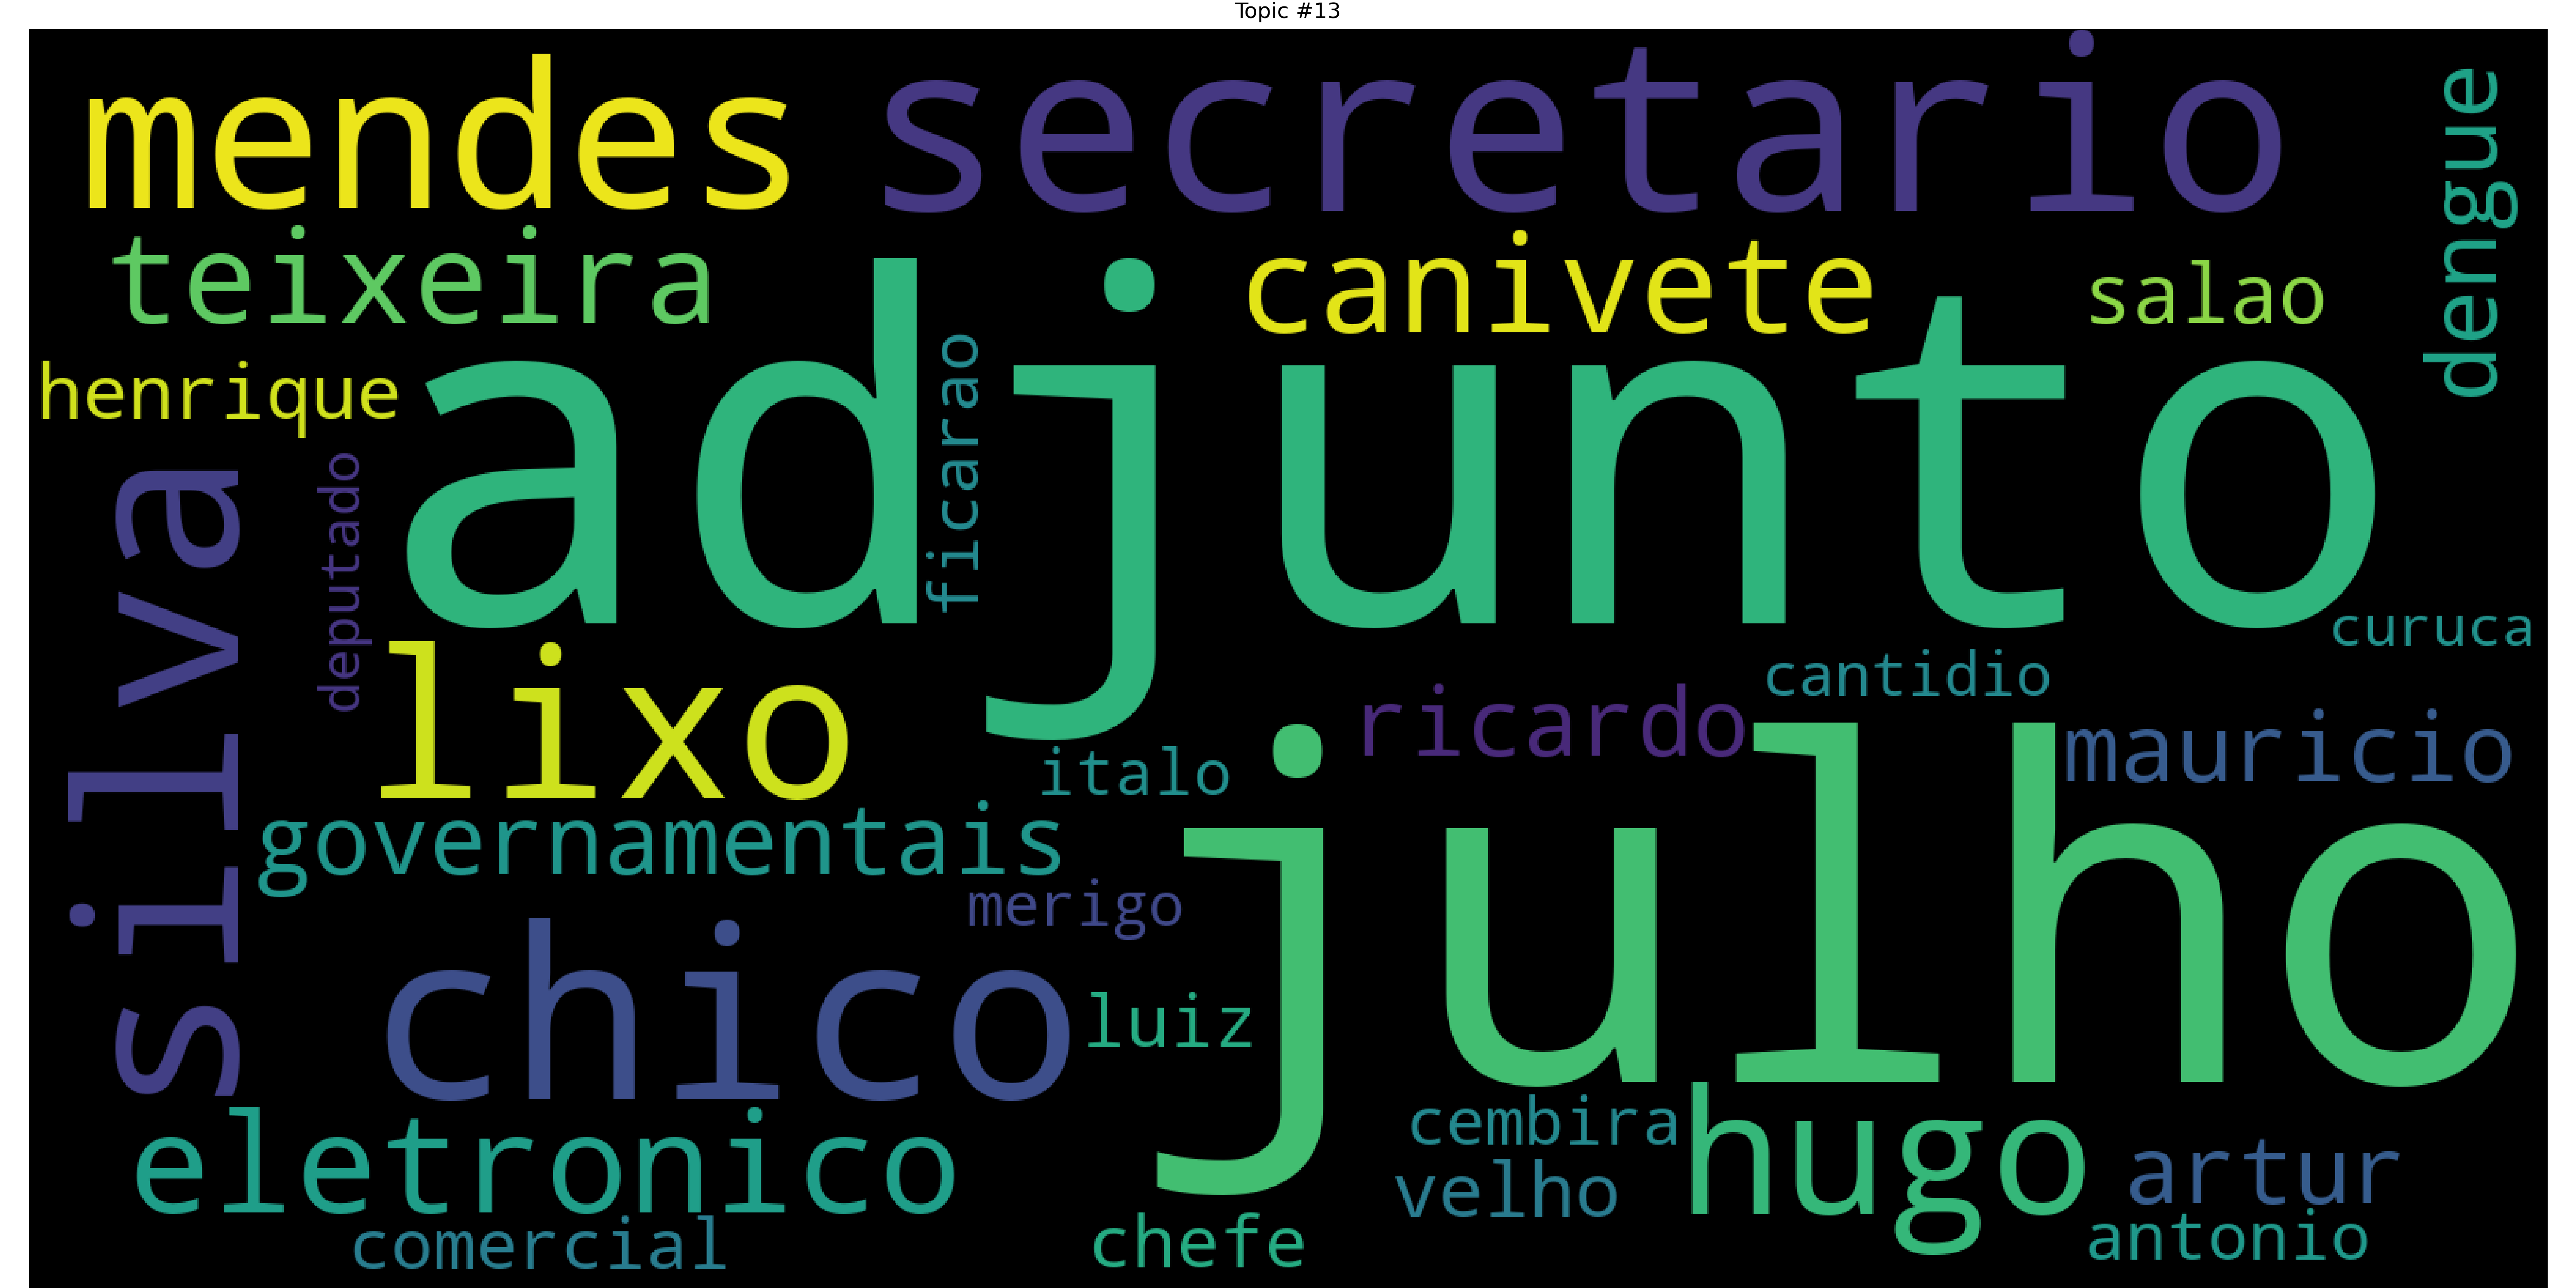 Topic #13
mendes
secretario
dengue
teixeira
canivete
salao
henrique
adjunto
ficarao
silva
deputado
curuca
lixo
cantidio
ricardo
mauricio
italo
julho
governamentais
merigo
chico
luiz
cembira
hugo
eletronico
velho
artur
comercial
chefe
antonio